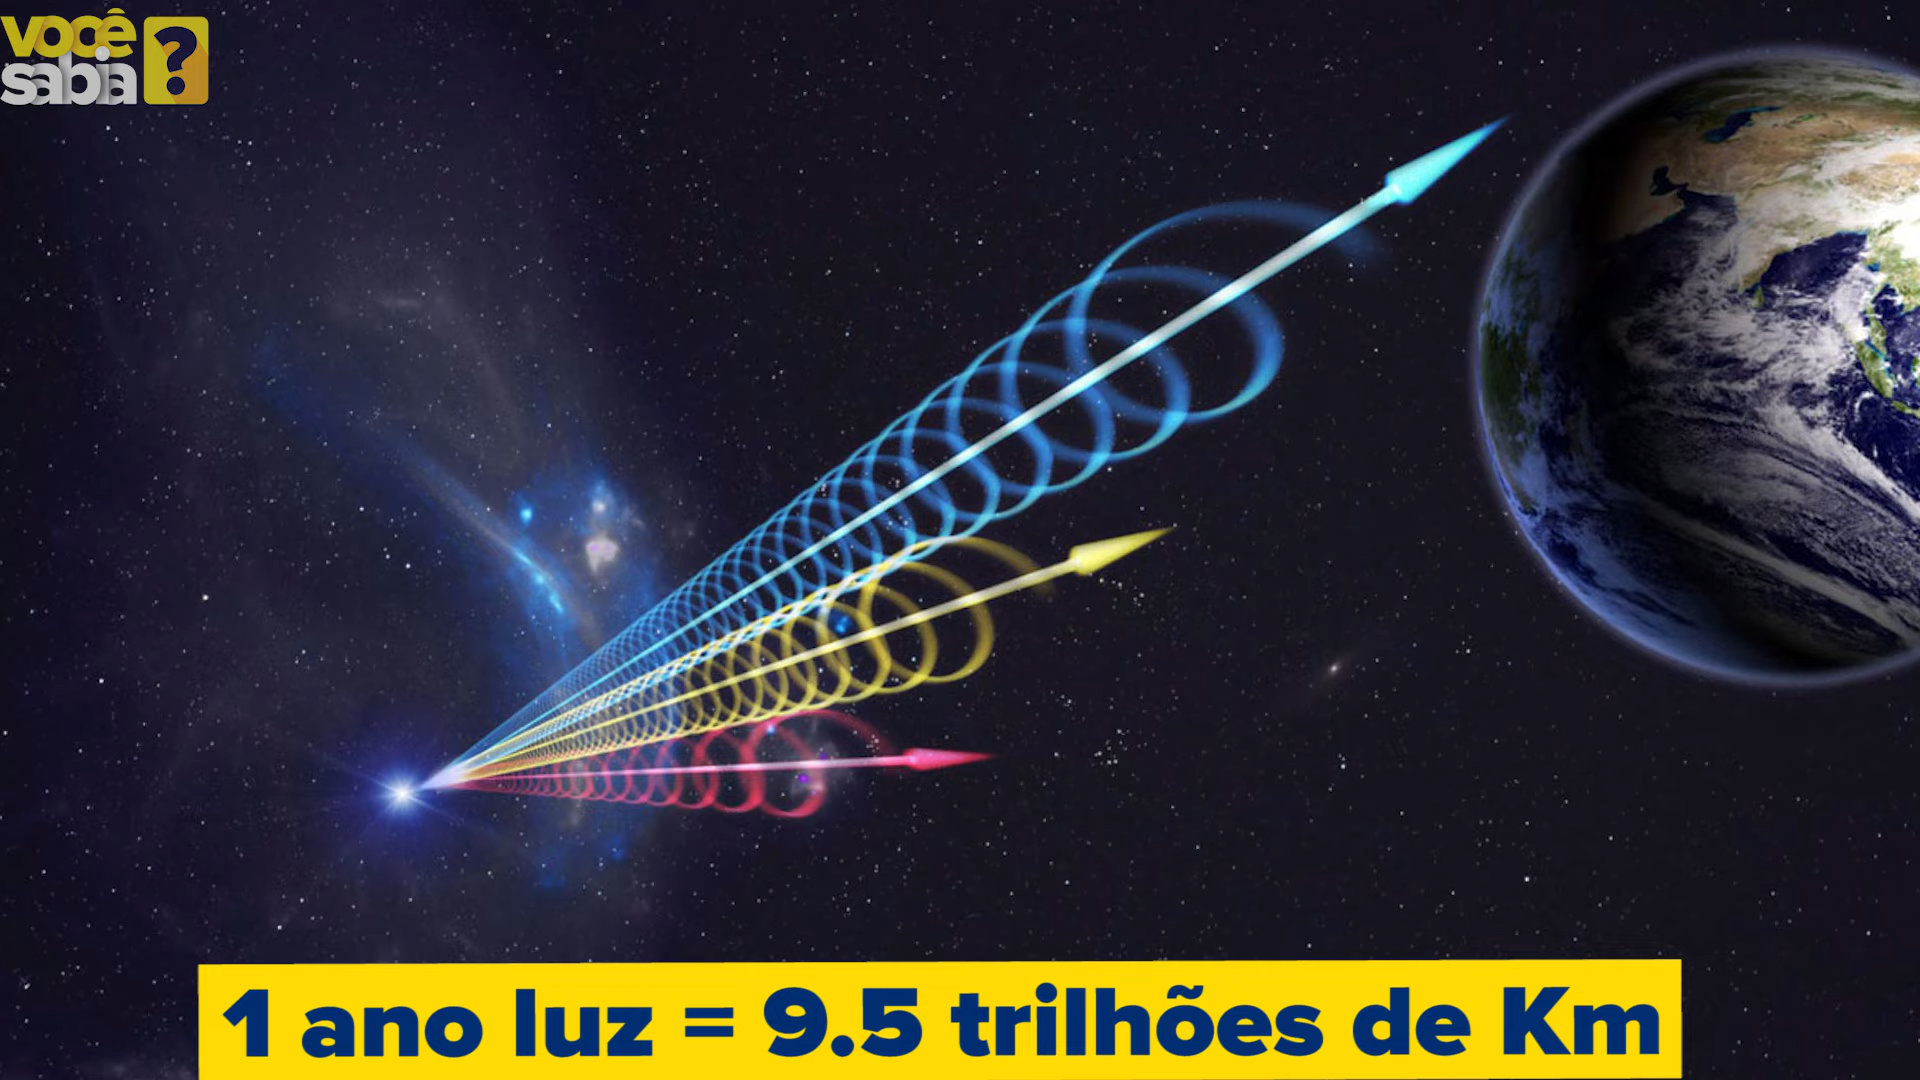 você
sabia
?
1 ano luz = 9.5 trilhões de Km